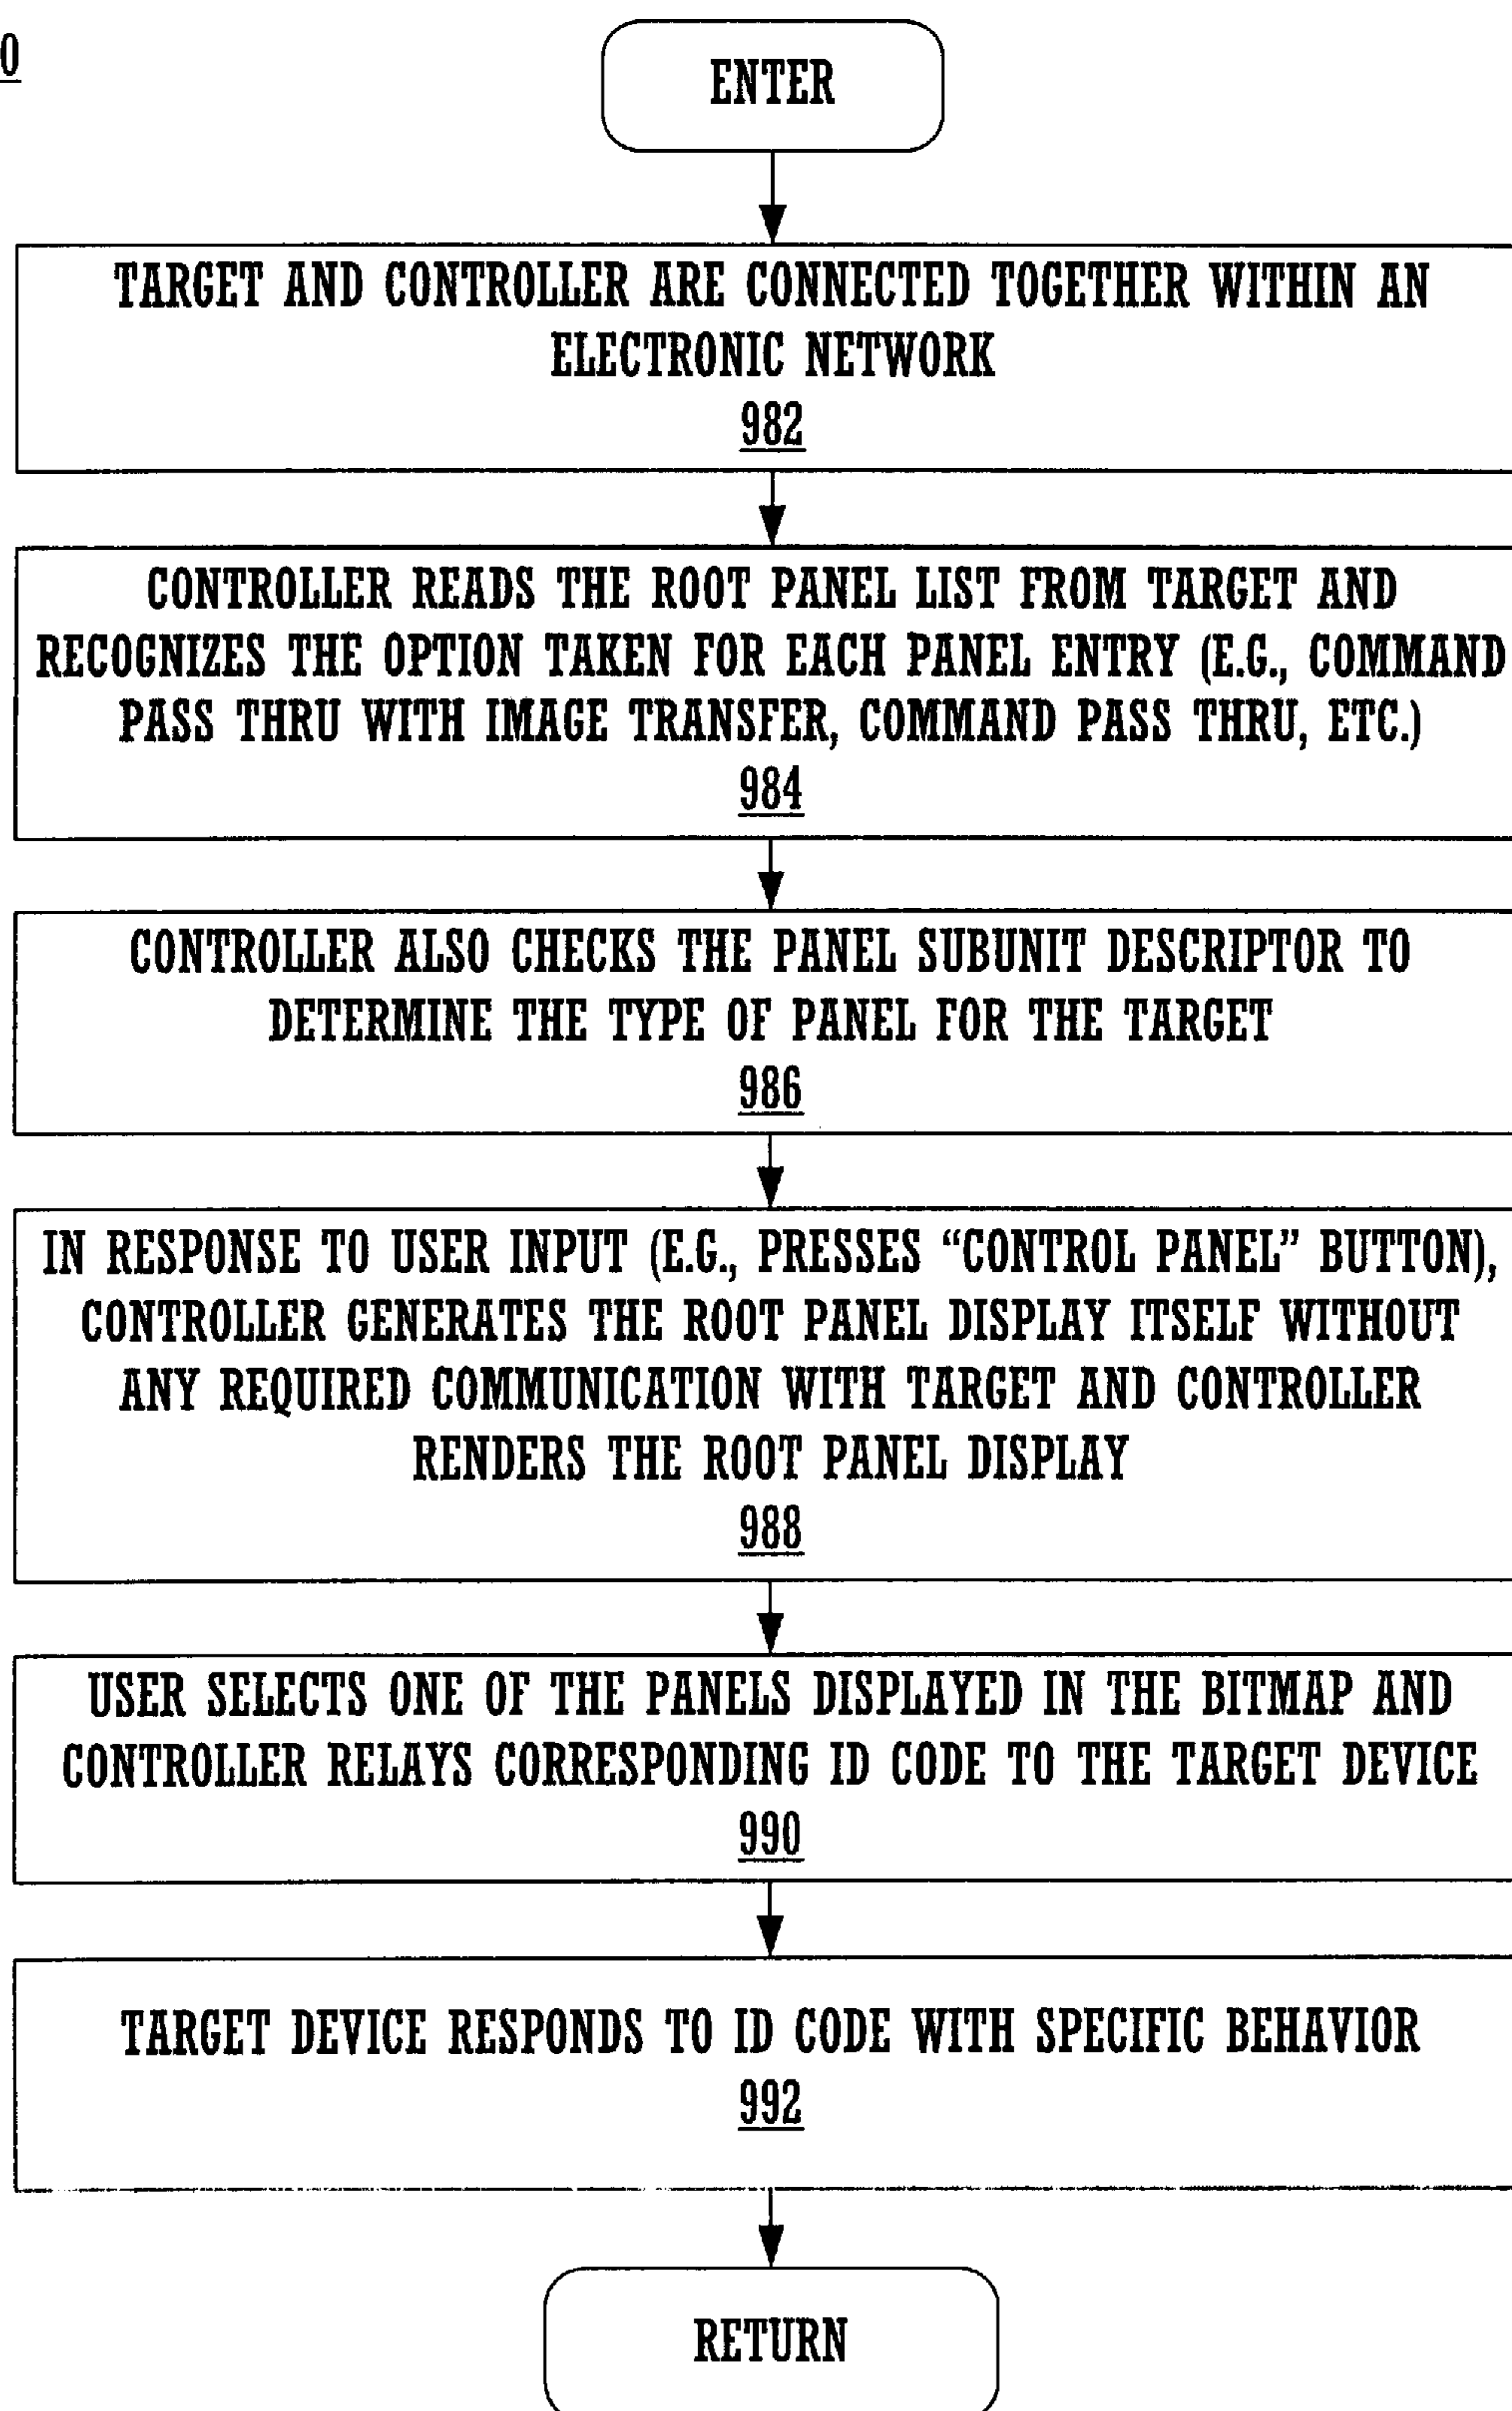 0
ENTER
TARGET AND CONTROLLER ARE CONNECTED TOGETHER WITHIN AN
ELECTRONIC NETWORK
982
CONTROLLER READS THE ROOT PANEL LIST FROM TARGET AND
RECOGNIZES THE OPTION TAKEN FOR EACH PANEL ENTRY (E.G., COMMAND
PASS THRU WITH IMAGE TRANSFER, COMMAND PASS THRU, ETC.)
984
CONTROLLER ALSO CHECKS THE PANEL SUBUNIT DESCRIPTOR TO
DETERMINE THE TYPE OF PANEL FOR THE TARGET
986
IN RESPONSE TO USER INPUT (E.G., PRESSES “CONTROL PANEL” BUTTON),
CONTROLLER GENERATES THE ROOT PANEL DISPLAY ITSELF WITHOUT
ANY REQUIRED COMMUNICATION WITH TARGET AND CONTROLLER
RENDERS THE ROOT PANEL DISPLAY
988
USER SELECTS ONE OF THE PANELS DISPLAYED IN THE BITMAP AND
CONTROLLER RELAYS CORRESPONDING ID CODE TO THE TARGET DEVICE
990
TARGET DEVICE RESPONDS TO ID CODE WITH SPECIFIC BEHAVIOR
992
RETURN